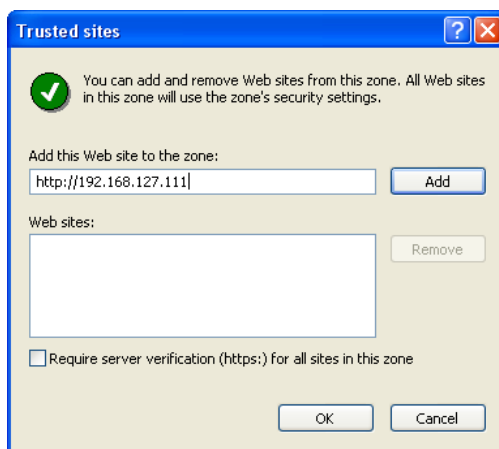 Trusted sites
You can add and remove Web sites from this zone. All Web sites
in this zone will use the zone's security settings.
Add this Web site to the zone:
http://192.168.127.111
Add
Web sites:
Remove
Require server verification (https:) for all sites in this zone
OK
Cancel